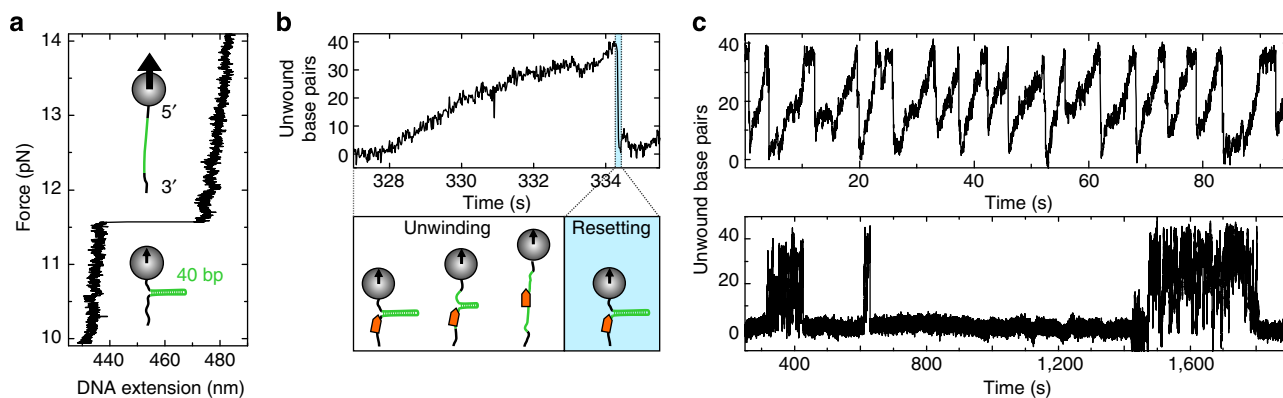 a
14
13
12
11
10
Force (pN)
5′
3′
40 bp
440
460
480
DNA extension (nm)
b
40
30
20
10
0
Unwound
base pairs
328
330
332
334
Time (s)
Unwinding
Resetting
c
40
20
0
20
40
60
80
Time (s)
Unwound base pairs
40
20
0
400
800
1,200
1,600
Time (s)